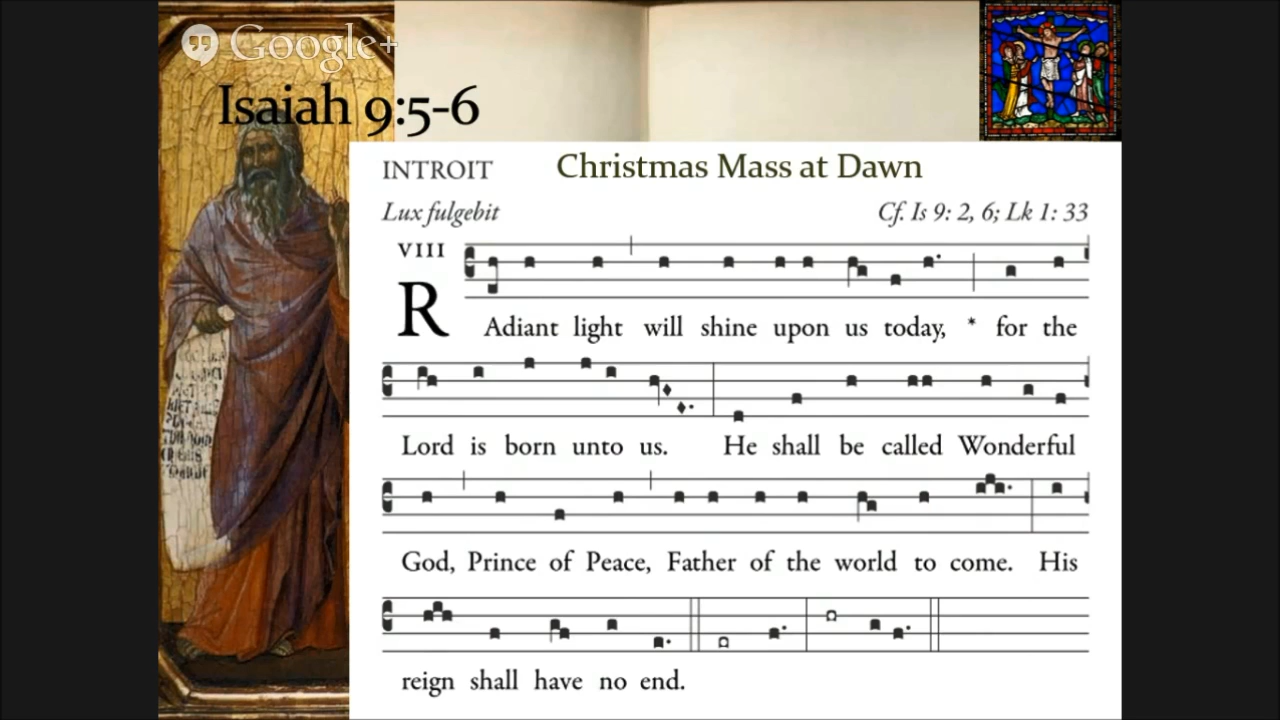 Google+
Isaiah 9:5-6
INTROIT Christmas Mass at Dawn
Lux fulgebit Cf. Is 9: 2, 6; Lk 1: 33
VIII
RAdiant light will shine upon us today, * for the
Lord is born unto us. He shall be called Wonderful
God, Prince of Peace, Father of the world to come. His
reign shall have no end.